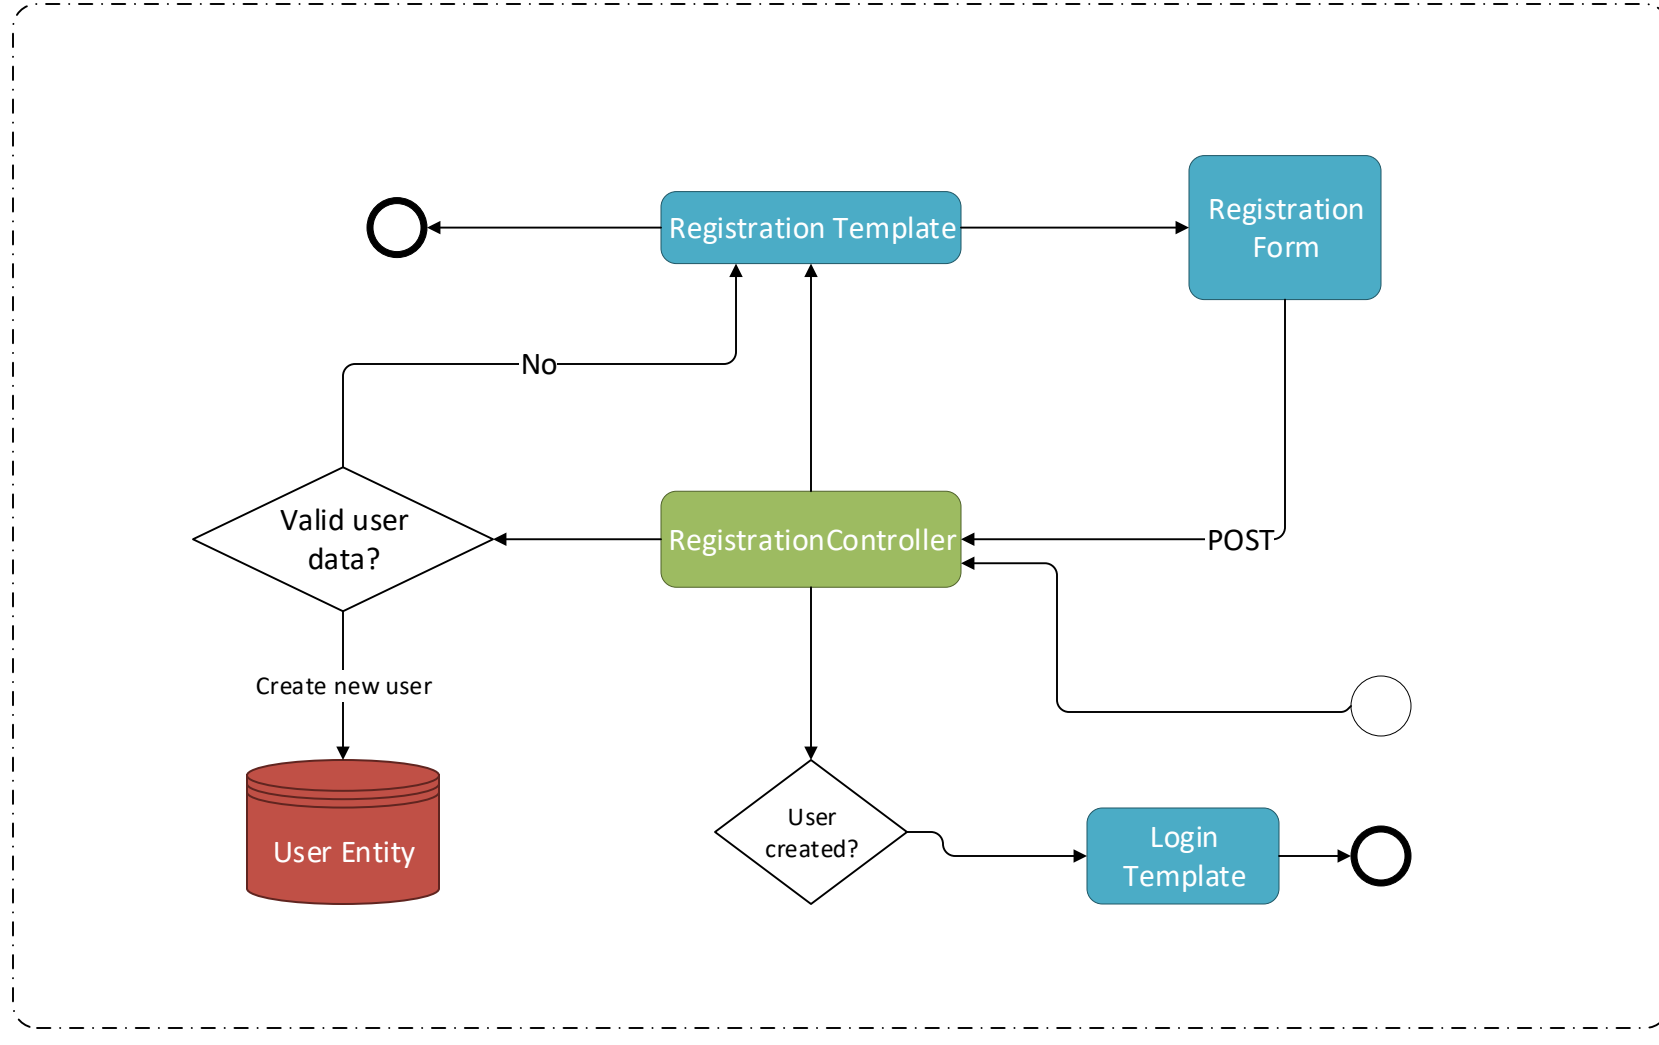 Registration Template
Registration
Form
No
Valid user
data?
RegistrationController
POST
Create new user
User Entity
User
created?
Login
Template